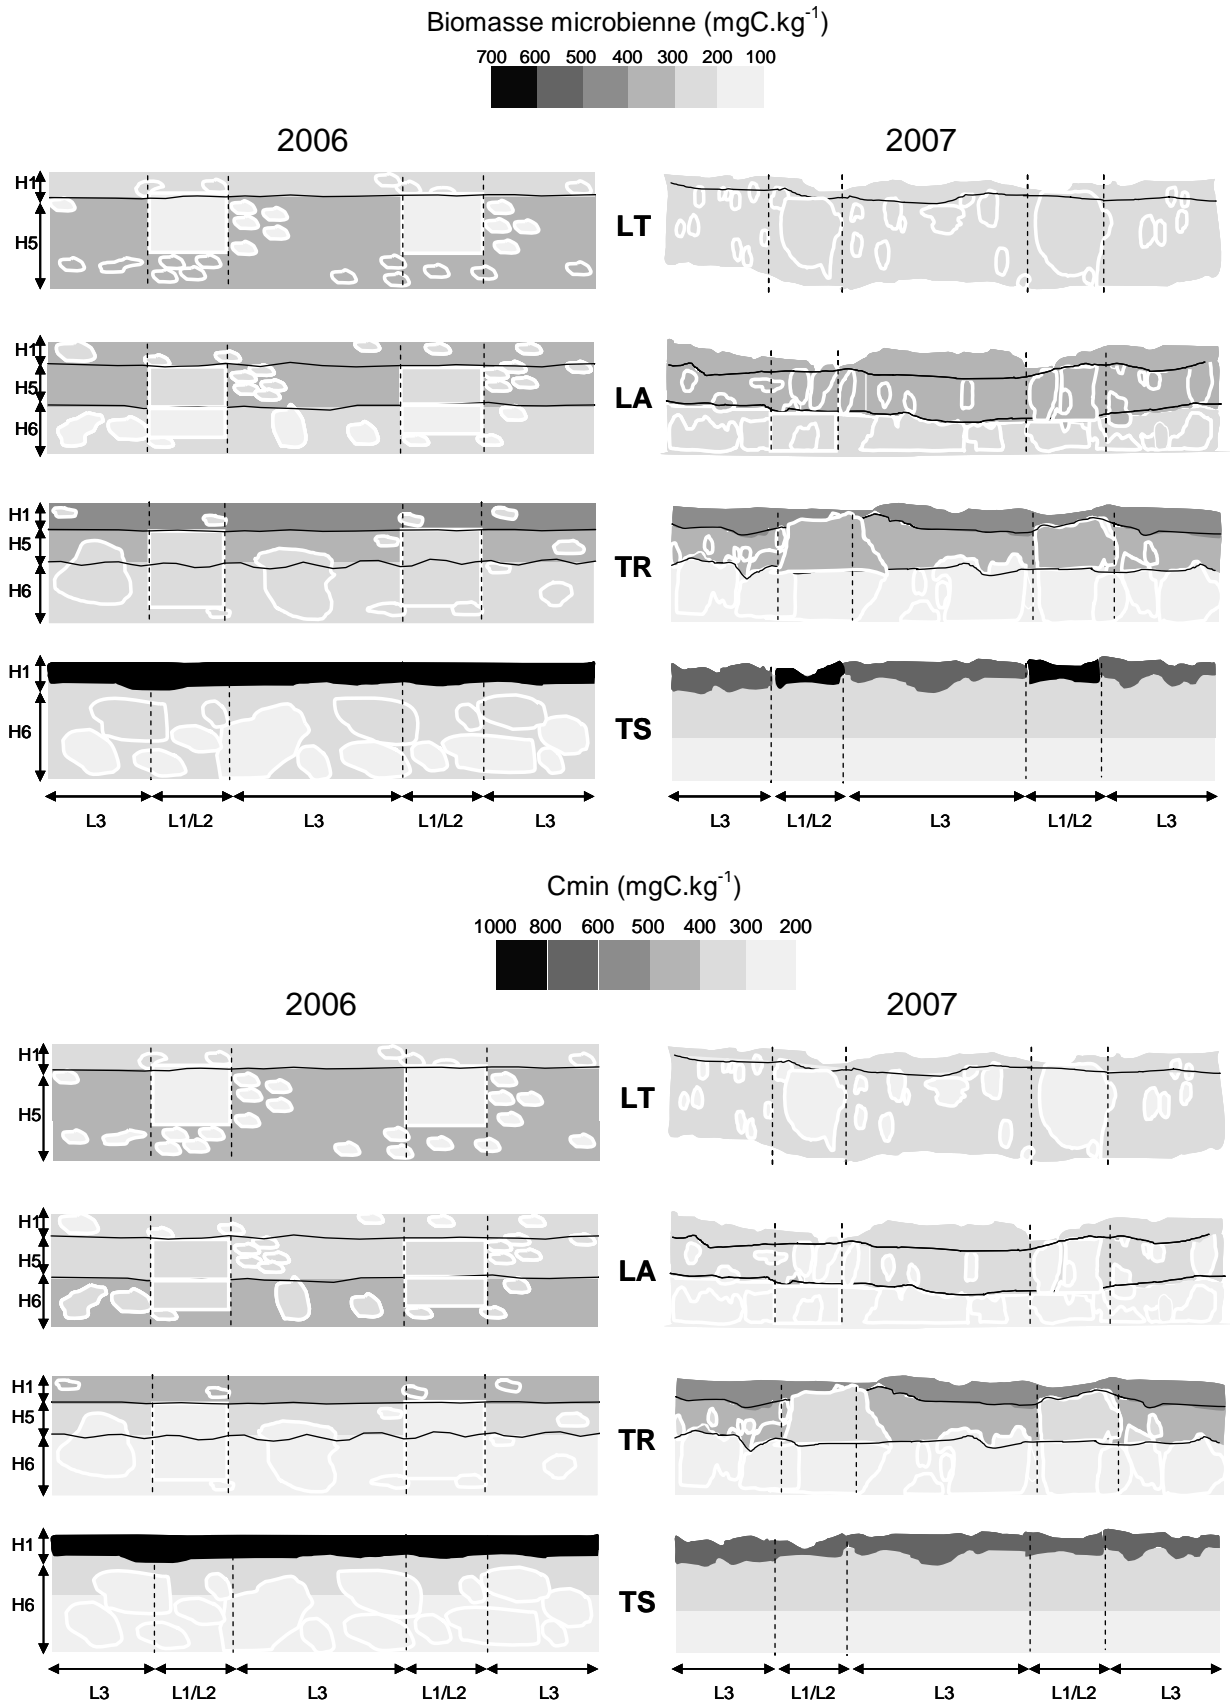 Biomasse microbienne (mgC.kg-1)
700 600 500 400 300 200 100
2006 2007
H1
H5
LT
H1
H5
H6
LA
H1
H5
H6
TR
H1
H6
TS
L3 L1/L2 L3 L1/L2 L3 L3 L1/L2 L3 L1/L2 L3
Cmin (mgC.kg-1)
1000 800 600 500 400 300 200
2006 2007
H1
H5
LT
H1
H5
H6
LA
H1
H5
H6
TR
H1
H6
TS
L3 L1/L2 L3 L1/L2 L3 L3 L1/L2 L3 L1/L2 L3